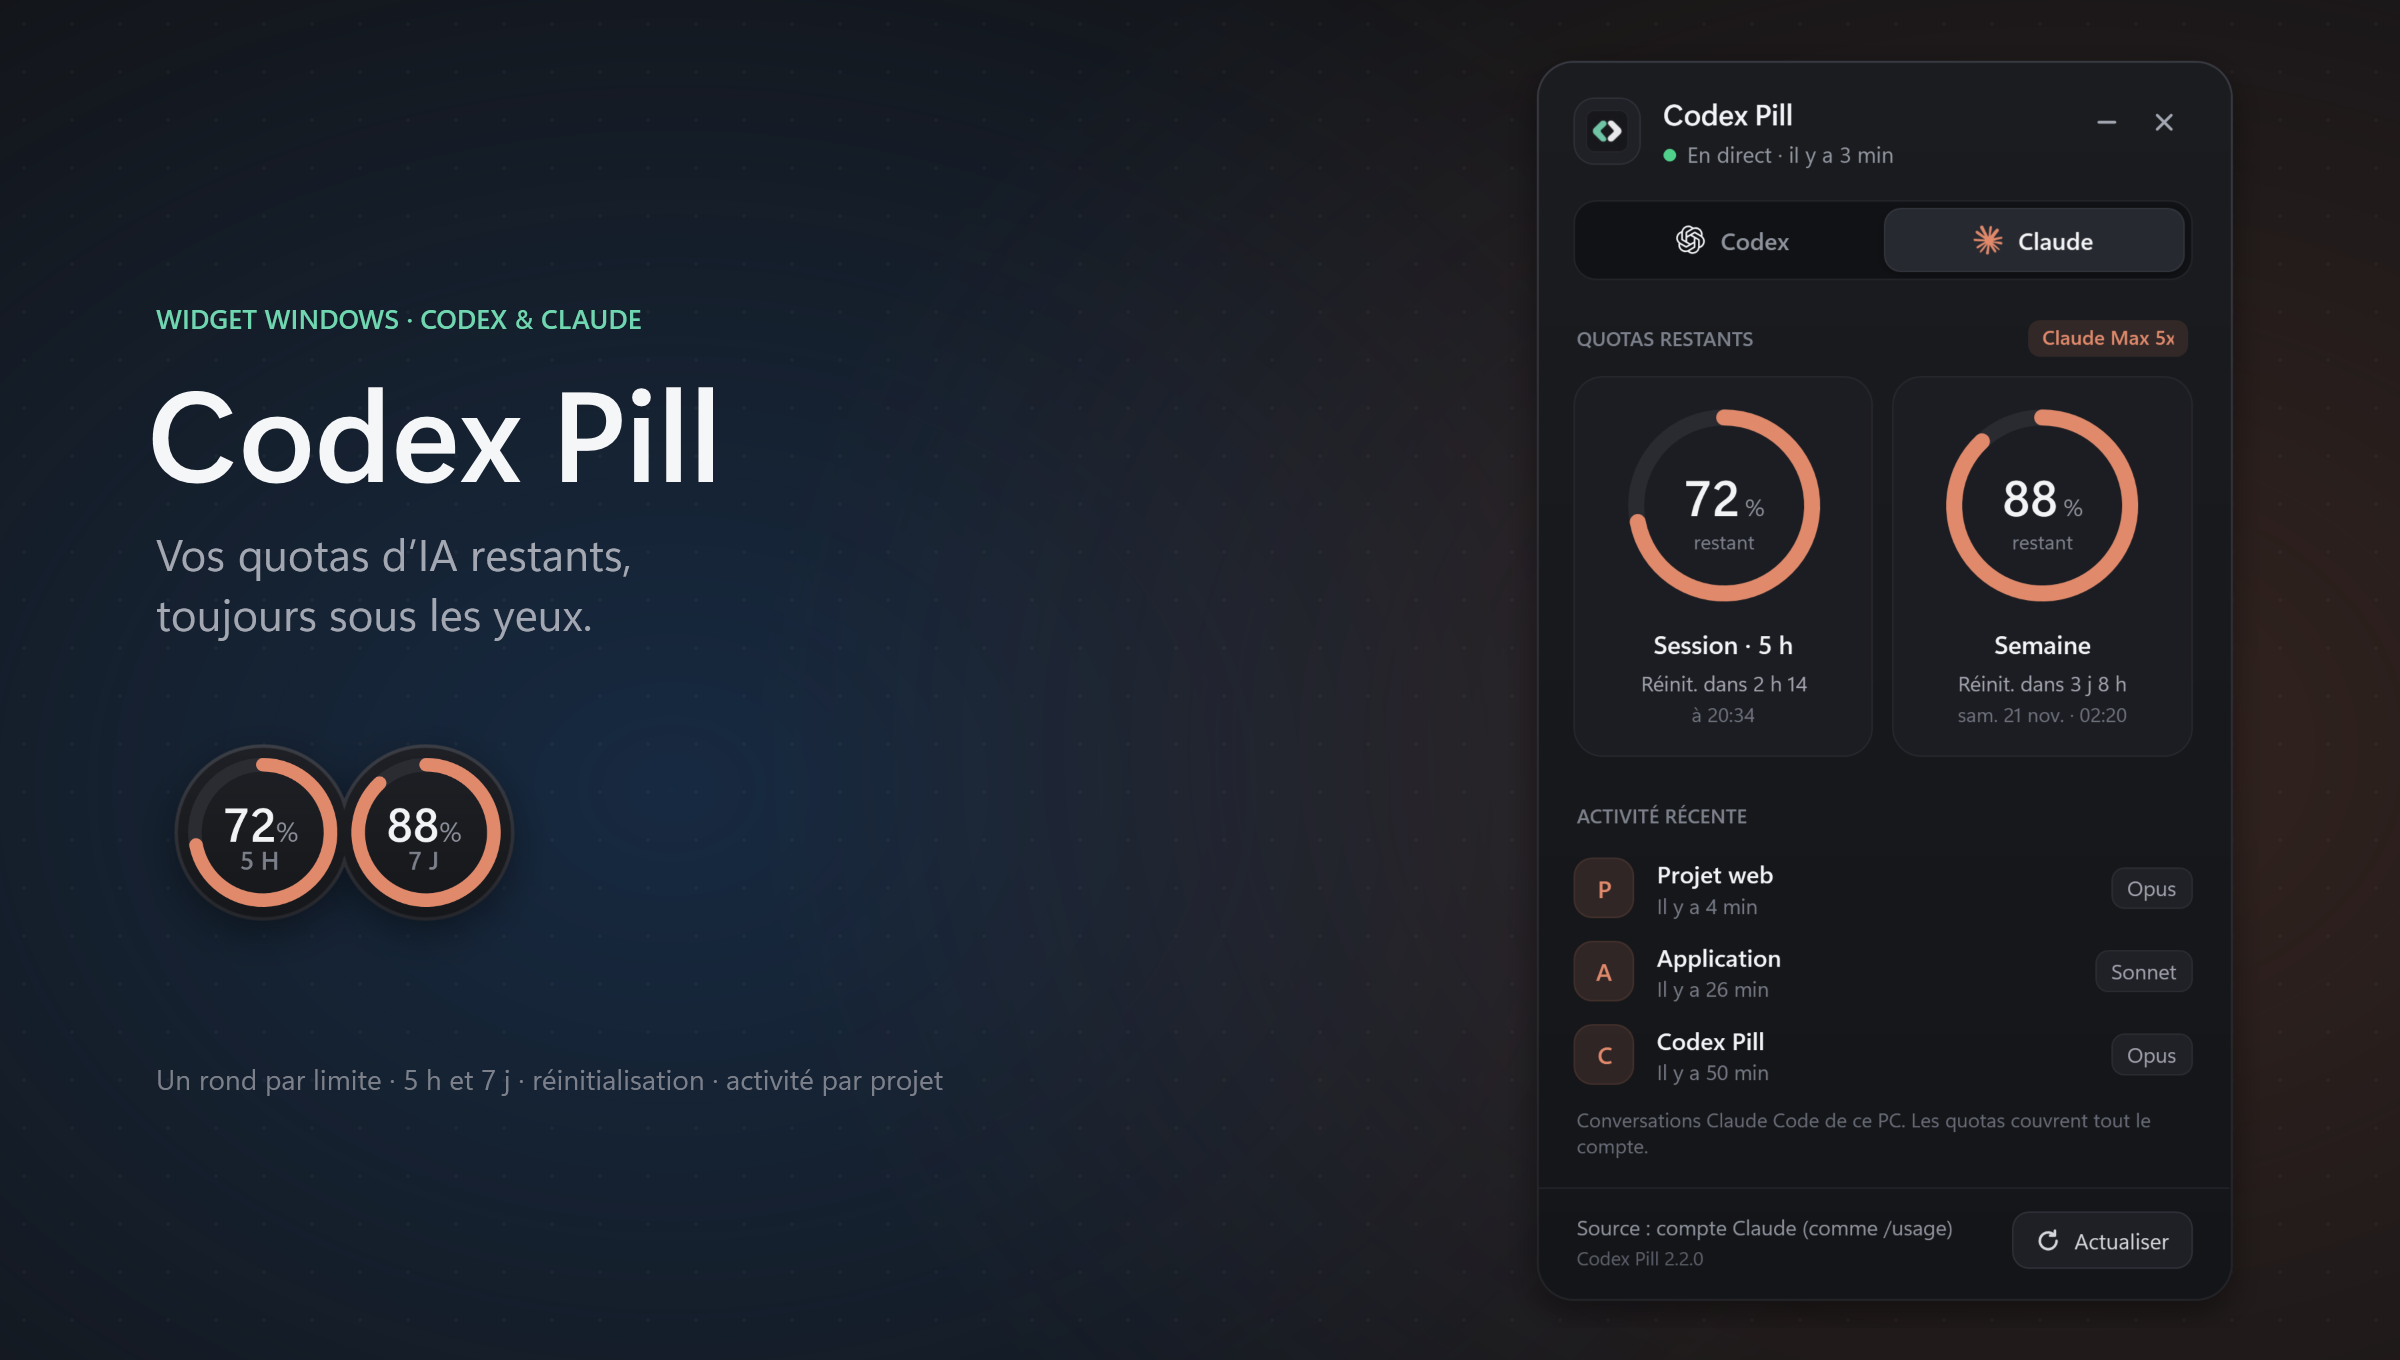 WIDGET WINDOWS · CODEX & CLAUDE
Codex Pill
Vos quotas d’IA restants,
toujours sous les yeux.
72%
5 H
88%
7 J
Un rond par limite · 5 h et 7 j · réinitialisation · activité par projet
Codex Pill
En direct · il y a 3 min
Codex
Claude
QUOTAS RESTANTS
Claude Max 5x
72 %
restant
Session · 5 h
Réinit. dans 2 h 14
à 20:34
88 %
restant
Semaine
Réinit. dans 3 j 8 h
sam. 21 nov. · 02:20
ACTIVITÉ RÉCENTE
P
Projet web
Il y a 4 min
Opus
A
Application
Il y a 26 min
Sonnet
C
Codex Pill
Il y a 50 min
Opus
Conversations Claude Code de ce PC. Les quotas couvrent tout le
compte.
Source : compte Claude (comme /usage)
Codex Pill 2.2.0
Actualiser